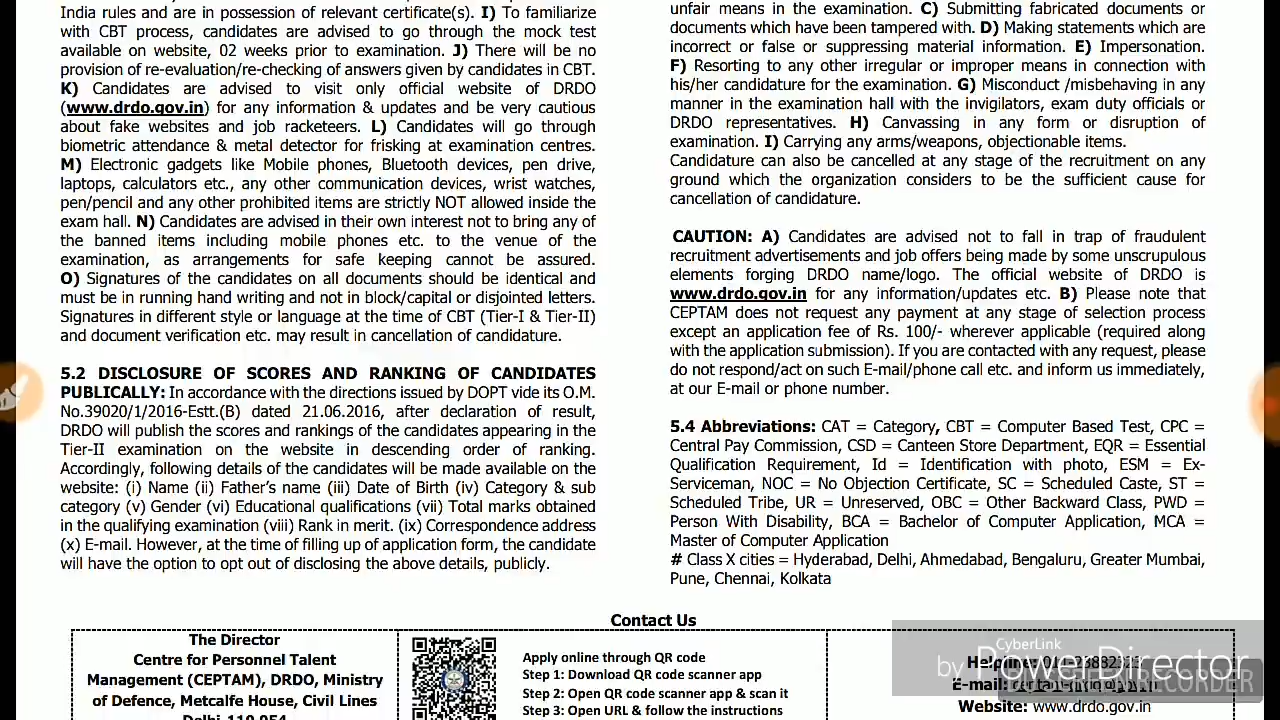 India rules and are in possession of relevant certificate(s). I) To familiarize
with CBT process, candidates are advised to go through the mock test
available on website, 02 weeks prior to examination. J) There will be no
provision of re-evaluation/re-checking of answers given by candidates in CBT.
K) Candidates are advised to visit only official website of DRDO
(www.drdo.gov.in) for any information & updates and be very cautious
about fake websites and job racketeers. L) Candidates will go through
biometric attendance & metal detector for frisking at examination centres.
M) Electronic gadgets like Mobile phones, Bluetooth devices, pen drive,
laptops, calculators etc., any other communication devices, wrist watches,
pen/pencil and any other prohibited items are strictly NOT allowed inside the
exam hall. N) Candidates are advised in their own interest not to bring any of
the banned items including mobile phones etc. to the venue of the
examination, as arrangements for safe keeping cannot be assured.
O) Signatures of the candidates on all documents should be identical and
must be in running hand writing and not in block/capital or disjointed letters.
Signatures in different style or language at the time of CBT (Tier-I & Tier-II)
and document verification etc. may result in cancellation of candidature.
5.2 DISCLOSURE OF SCORES AND RANKING OF CANDIDATES
PUBLICALLY: In accordance with the directions issued by DOPT vide its O.M.
No.39020/1/2016-Estt.(B) dated 21.06.2016, after declaration of result,
DRDO will publish the scores and rankings of the candidates appearing in the
Tier-II examination on the website in descending order of ranking.
Accordingly, following details of the candidates will be made available on the
website: (i) Name (ii) Father's name (iii) Date of Birth (iv) Category & sub
category (v) Gender (vi) Educational qualifications (vii) Total marks obtained
in the qualifying examination (viii) Rank in merit. (ix) Correspondence address
(x) E-mail. However, at the time of filling up of application form, the candidate
will have the option to opt out of disclosing the above details, publicly.
unfair means in the examination. C) Submitting fabricated documents or
documents which have been tampered with. D) Making statements which are
incorrect or false or suppressing material information. E) Impersonation.
F) Resorting to any other irregular or improper means in connection with
his/her candidature for the examination. G) Misconduct /misbehaving in any
manner in the examination hall with the invigilators, exam duty officials or
DRDO representatives. H) Canvassing in any form or disruption of
examination. I) Carrying any arms/weapons, objectionable items.
Candidature can also be cancelled at any stage of the recruitment on any
ground which the organization considers to be the sufficient cause for
cancellation of candidature.
CAUTION: A) Candidates are advised not to fall in trap of fraudulent
recruitment advertisements and job offers being made by some unscrupulous
elements forging DRDO name/logo. The official website of DRDO is
www.drdo.gov.in for any information/updates etc. B) Please note that
CEPTAM does not request any payment at any stage of selection process
except an application fee of Rs. 100/- wherever applicable (required along
with the application submission). If you are contacted with any request, please
do not respond/act on such E-mail/phone call etc. and inform us immediately,
at our E-mail or phone number.
5.4 Abbreviations: CAT = Category, CBT = Computer Based Test, CPC =
Central Pay Commission, CSD = Canteen Store Department, EQR = Essential
Qualification Requirement, Id = Identification with photo, ESM = Ex-
Serviceman, NOC = No Objection Certificate, SC = Scheduled Caste, ST =
Scheduled Tribe, UR = Unreserved, OBC = Other Backward Class, PWD =
Person With Disability, BCA = Bachelor of Computer Application, MCA =
Master of Computer Application
# Class X cities = Hyderabad, Delhi, Ahmedabad, Bengaluru, Greater Mumbai,
Pune, Chennai, Kolkata
Contact Us
The Director
Centre for Personnel Talent
Management (CEPTAM), DRDO, Ministry
of Defence, Metcalfe House, Civil Lines
Delhi-110 054
Apply online through QR code
Step 1: Download QR code scanner app
Step 2: Open QR code scanner app & scan it
Step 3: Open URL & follow the instructions
Helpline:
E-mail:
Website: www.drdo.gov.in
CyberLink
by PowerDirector
RECORDER